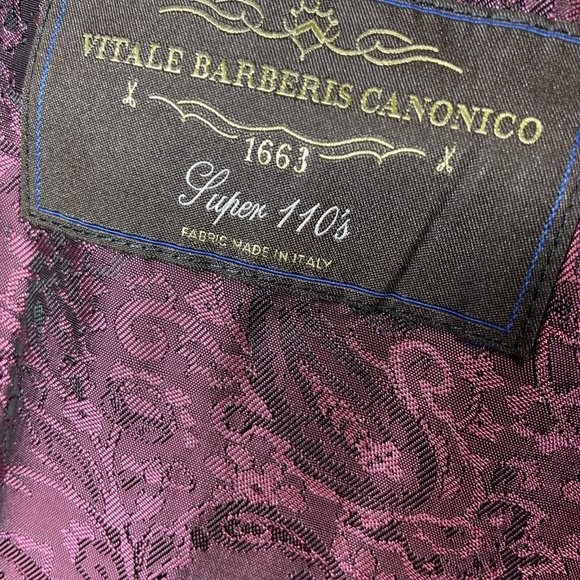 VITALE BARBERIS CANONICO
1663
Super 110's
FABRIC MADE IN ITALY